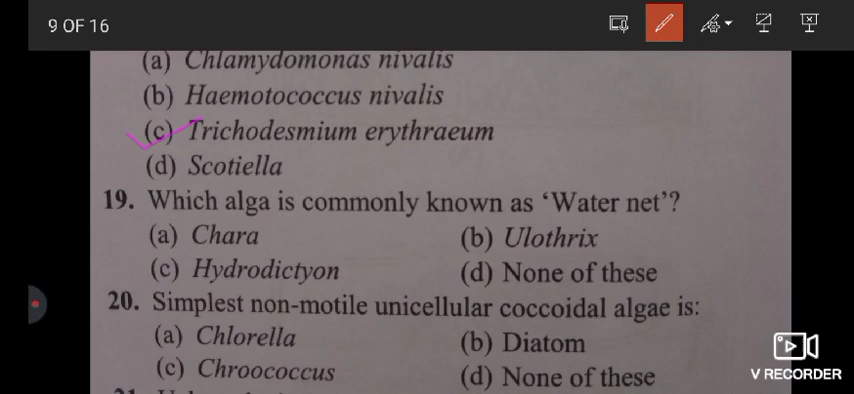 9 OF 16
(a) Chlamydomonas nivalis
(b) Haemotococcus nivalis
(c) Trichodesmium erythraeum
(d) Scotiella
19. Which alga is commonly known as ‘Water net’?
(a) Chara (b) Ulothrix
(c) Hydrodictyon (d) None of these
20. Simplest non-motile unicellular coccoidal algae is:
(a) Chlorella (b) Diatom
(c) Chroococcus (d) None of these
V RECORDER